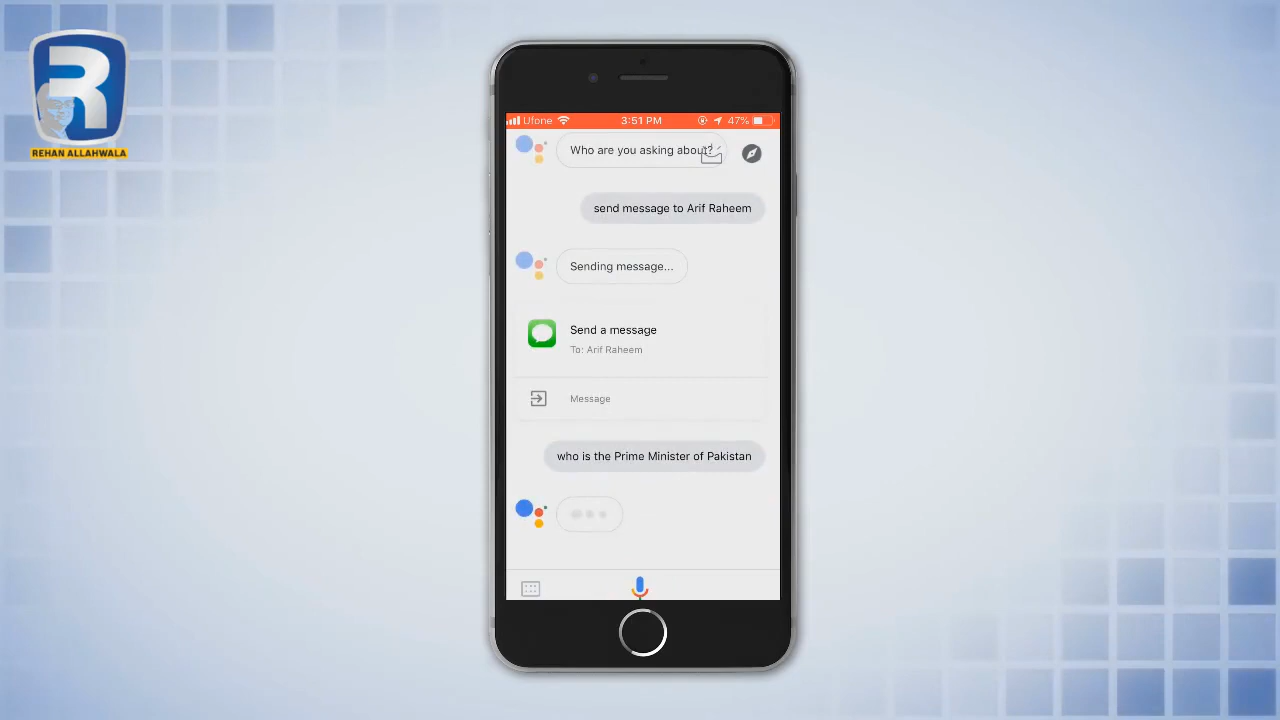 R
REHAN ALLAHWALA
Ufone
3:51 PM
47%
Who are you asking about?
send message to Arif Raheem
Sending message...
Send a message
To: Arif Raheem
Message
who is the Prime Minister of Pakistan